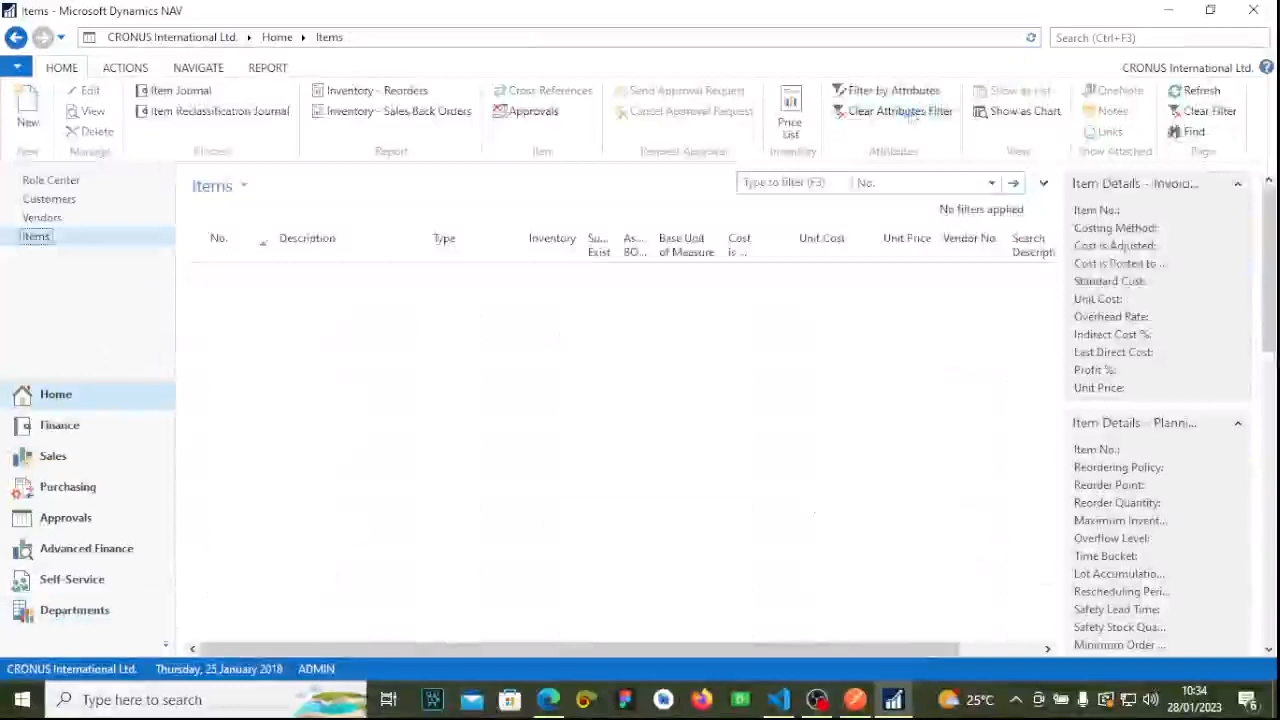 Items - Microsoft Dynamics NAV
CRONUS International Ltd. Home Items
Search (Ctrl+F3)
HOME ACTIONS NAVIGATE REPORT
CRONUS International Ltd.
New
Edit
View
Delete
Manage
Item Journal
Item Reclassification Journal
Inventory - Reorders
Inventory - Sales Back Orders
Report
Cross References
Approvals
Item
Send Approval Request
Cancel Approval Request
Request Approval
Price
List
Inventory
Filter by Attributes
Clear Attributes Filter
Attributes
Show as List
Show as Chart
View
OneNote
Notes
Links
Show Attached
Refresh
Clear Filter
Find
Page
Role Center
Customers
Vendors
Items
Home
Finance
Sales
Purchasing
Approvals
Advanced Finance
Self-Service
Departments
Items
Type to filter (F3) No.
No filters applied
No. Description Type Inventory Su... As... Base Unit Cost Unit Cost Unit Price Vendor No. Search
Exist BO... of Measure is ... Descripti
Item Details - Invoici...
Item No.:
Costing Method:
Cost is Adjusted:
Cost is Posted to ...
Standard Cost:
Unit Cost:
Overhead Rate:
Indirect Cost %:
Last Direct Cost:
Profit %:
Unit Price:
Item Details - Planni...
Item No.:
Reordering Policy:
Reorder Point:
Reorder Quantity:
Maximum Invent...
Overflow Level:
Time Bucket:
Lot Accumulatio...
Rescheduling Peri...
Safety Lead Time:
Safety Stock Qua...
Minimum Order ...
CRONUS International Ltd. Thursday, 25 January 2018 ADMIN
Type here to search
25°C
10:34
28/01/2023
6